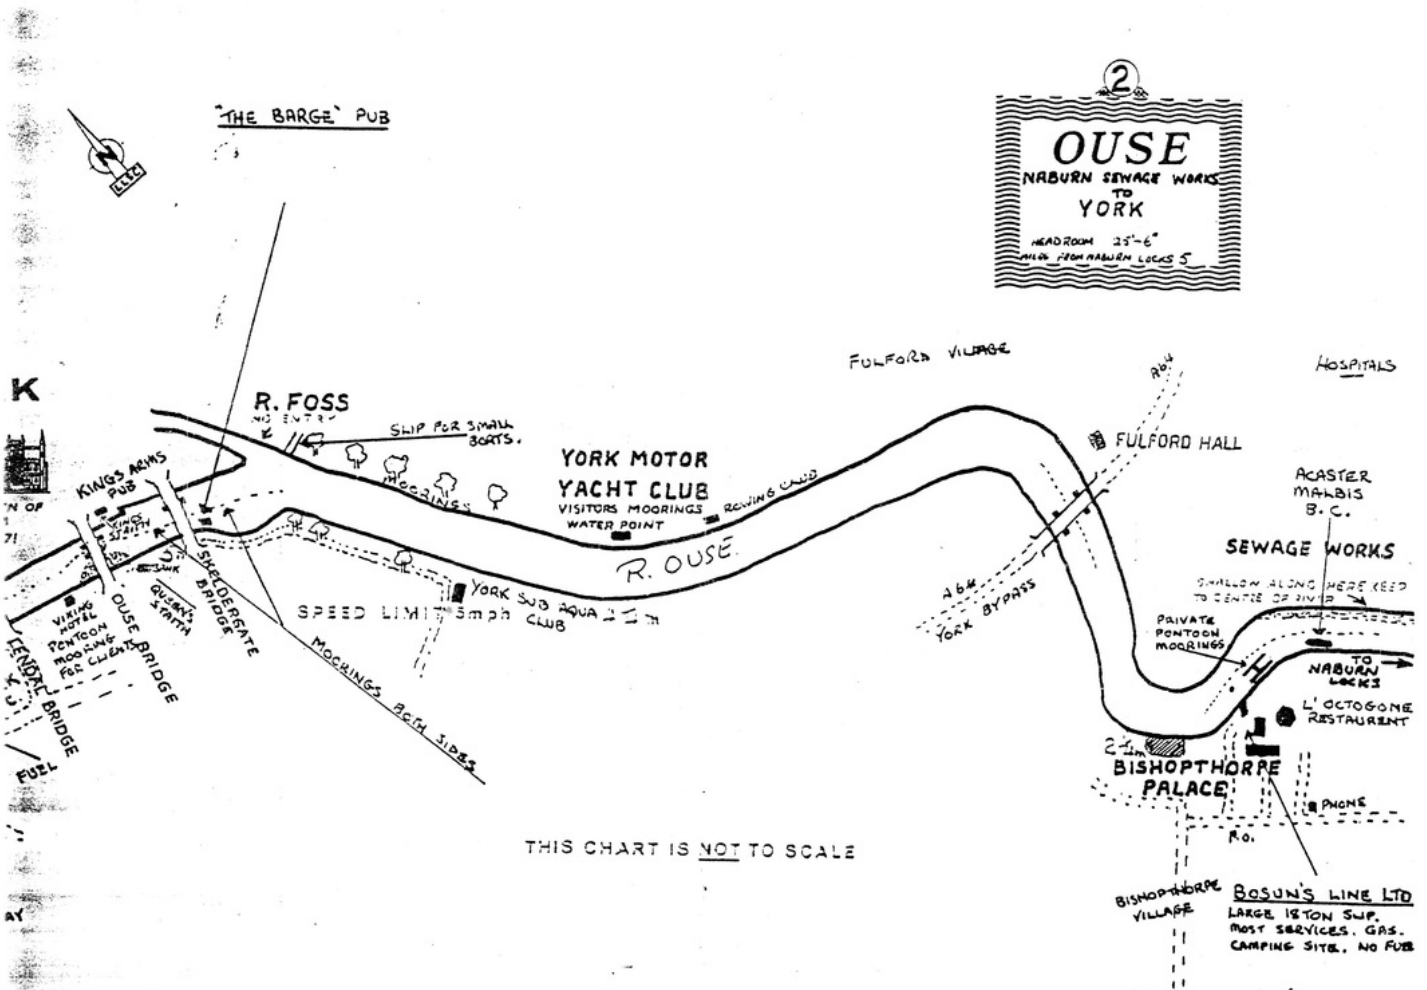 2
OUSE
NABURN SEWAGE WORKS
TO
YORK
HEADROOM 25'-6"
MILES FROM NABURN LOCKS 5
"THE BARGE" PUB
N
LLSC
K
R. FOSS
NO ENTRY
SLIP FOR SMALL
BOATS.
MOORINGS
KINGS ARMS
PUB
KINGS
STAITH
N OF
YORK MOTOR
YACHT CLUB
VISITORS MOORINGS
WATER POINT
ROWING CLUB
R. OUSE
FULFORD VILLAGE
A64
HOSPITALS
FULFORD HALL
ACASTER
MALBIS
B.C.
SEWAGE WORKS
SHALLOW ALONG HERE KEEP
TO CENTRE OF RIVER
PRIVATE
PONTOON
MOORINGS
TO
NABURN
LOCKS
L'OCTOGONE
RESTAURENT
A64
YORK BYPASS
SKELDERGATE
BRIDGE
QUEEN'S
STAITH
OUSE BRIDGE
VIKING
HOTEL
PONTOON
MOORING
FOR CLIENTS
LENDAL BRIDGE
FUEL
SPEED LIMIT 5mph
YORK SUB AQUA
CLUB
MOORINGS BOTH SIDES
BISHOPTHORPE
PALACE
PHONE
P.O.
THIS CHART IS NOT TO SCALE
BISHOPTHORPE
VILLAGE
BOSUN'S LINE LTD
LARGE 18 TON SLIP.
MOST SERVICES. GAS.
CAMPING SITE. NO FUEL
AY